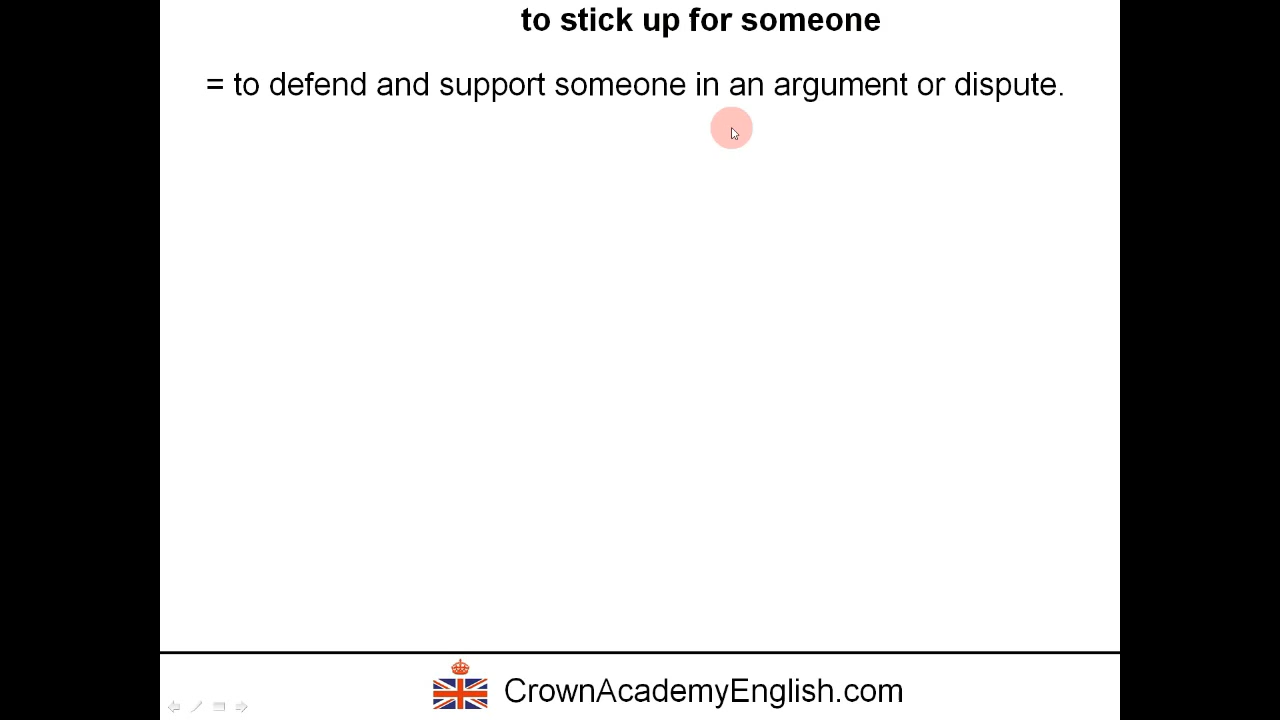 to stick up for someone
= to defend and support someone in an argument or dispute.
CrownAcademyEnglish.com